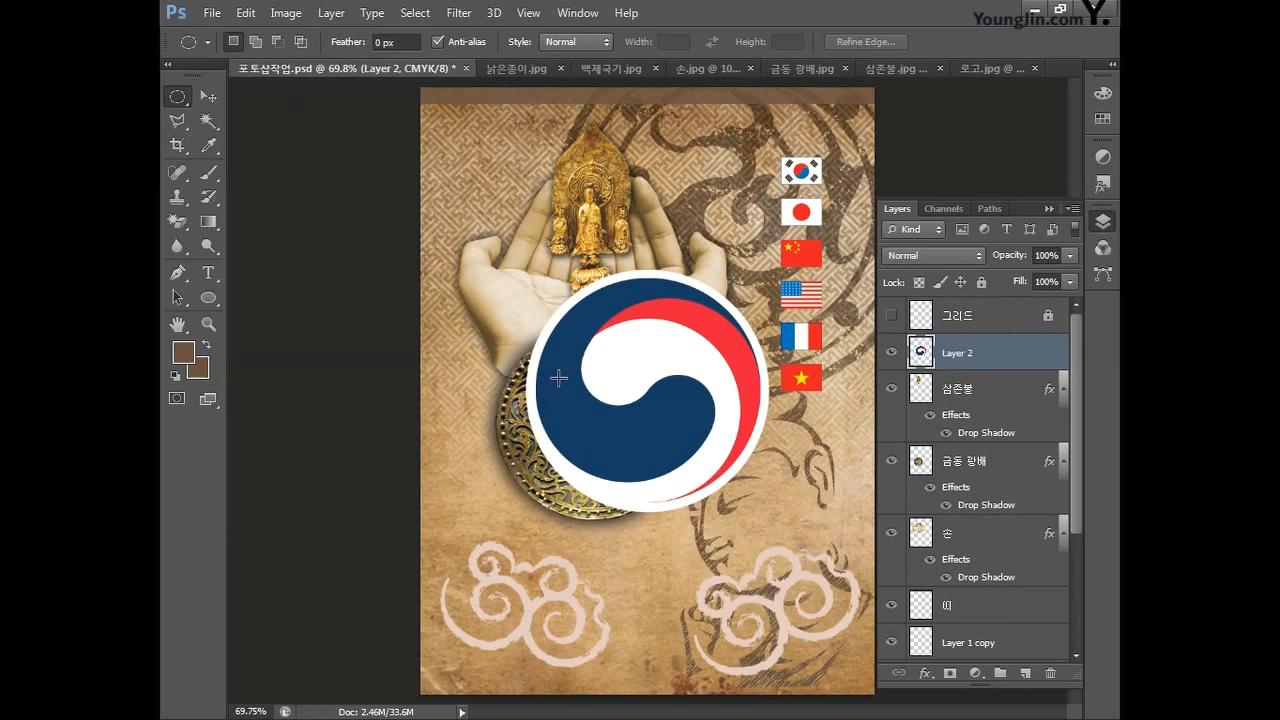 Ps File Edit Image Layer Type Select Filter 3D View Window Help
YoungJin.com Y.
Feather: 0 px Anti-alias Style: Normal Width: Height: Refine Edge...
포토샵작업.psd @ 69.8% (Layer 2, CMYK/8) * × 낡은종이.jpg × 백제국기.jpg × 손.jpg @ 10... × 금동 광배.jpg × 삼존불.jpg ... × 로고.jpg @ ... ×
Layers Channels Paths
Kind
Normal Opacity: 100%
Lock: Fill: 100%
그리드
Layer 2
삼존불 fx
Effects
Drop Shadow
금동 광배 fx
Effects
Drop Shadow
손 fx
Effects
Drop Shadow
띠
Layer 1 copy
69.75% Doc: 2.46M/33.6M